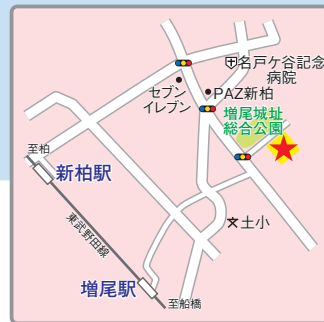 名戸ケ谷記念
病院
セブン
イレブン
PAZ新柏
増尾城址
総合公園
至柏
新柏駅
東武野田線
土小
増尾駅
至船橋